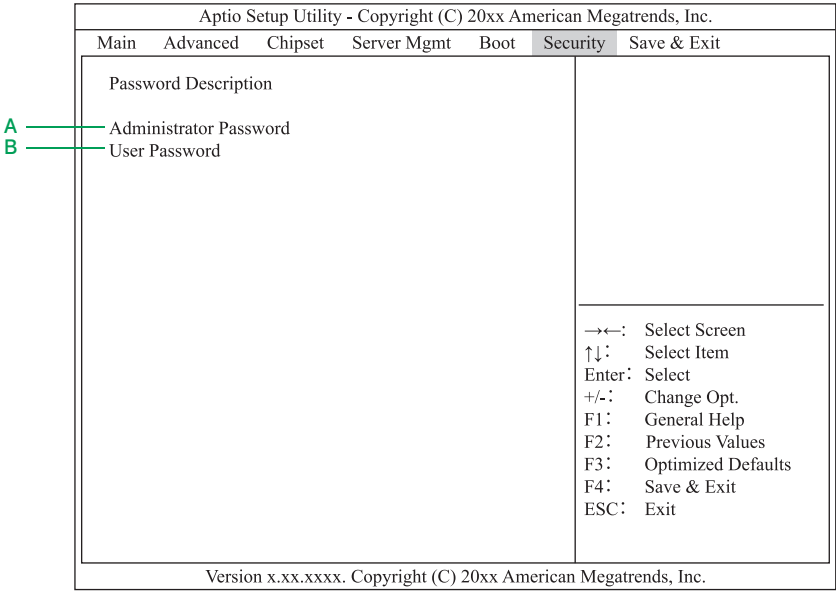 Aptio Setup Utility - Copyright (C) 20xx American Megatrends, Inc.
Main Advanced Chipset Server Mgmt Boot Security Save & Exit
Password Description
A Administrator Password
B User Password
→←: Select Screen
↑↓: Select Item
Enter: Select
+/-: Change Opt.
F1: General Help
F2: Previous Values
F3: Optimized Defaults
F4: Save & Exit
ESC: Exit
Version x.xx.xxxx. Copyright (C) 20xx American Megatrends, Inc.